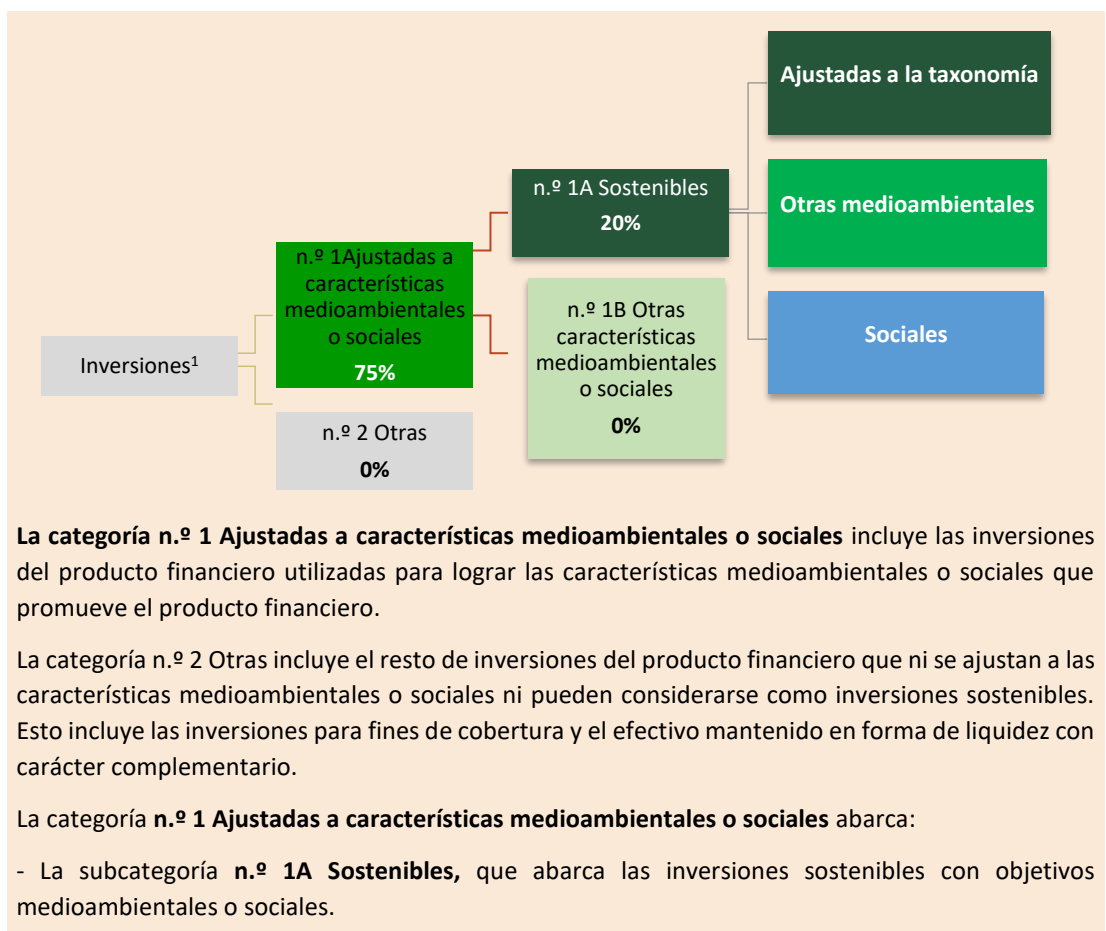 Ajustadas a la taxonomía
n.º 1A Sostenibles
20%
Otras medioambientales
n.º 1Ajustadas a
características
medioambientales
o sociales
75%
n.º 1B Otras
características
medioambientales
o sociales
0%
Sociales
Inversiones¹
n.º 2 Otras
0%
La categoría n.º 1 Ajustadas a características medioambientales o sociales incluye las inversiones
del producto financiero utilizadas para lograr las características medioambientales o sociales que
promueve el producto financiero.
La categoría n.º 2 Otras incluye el resto de inversiones del producto financiero que ni se ajustan a las
características medioambientales o sociales ni pueden considerarse como inversiones sostenibles.
Esto incluye las inversiones para fines de cobertura y el efectivo mantenido en forma de liquidez con
carácter complementario.
La categoría n.º 1 Ajustadas a características medioambientales o sociales abarca:
- La subcategoría n.º 1A Sostenibles, que abarca las inversiones sostenibles con objetivos
medioambientales o sociales.